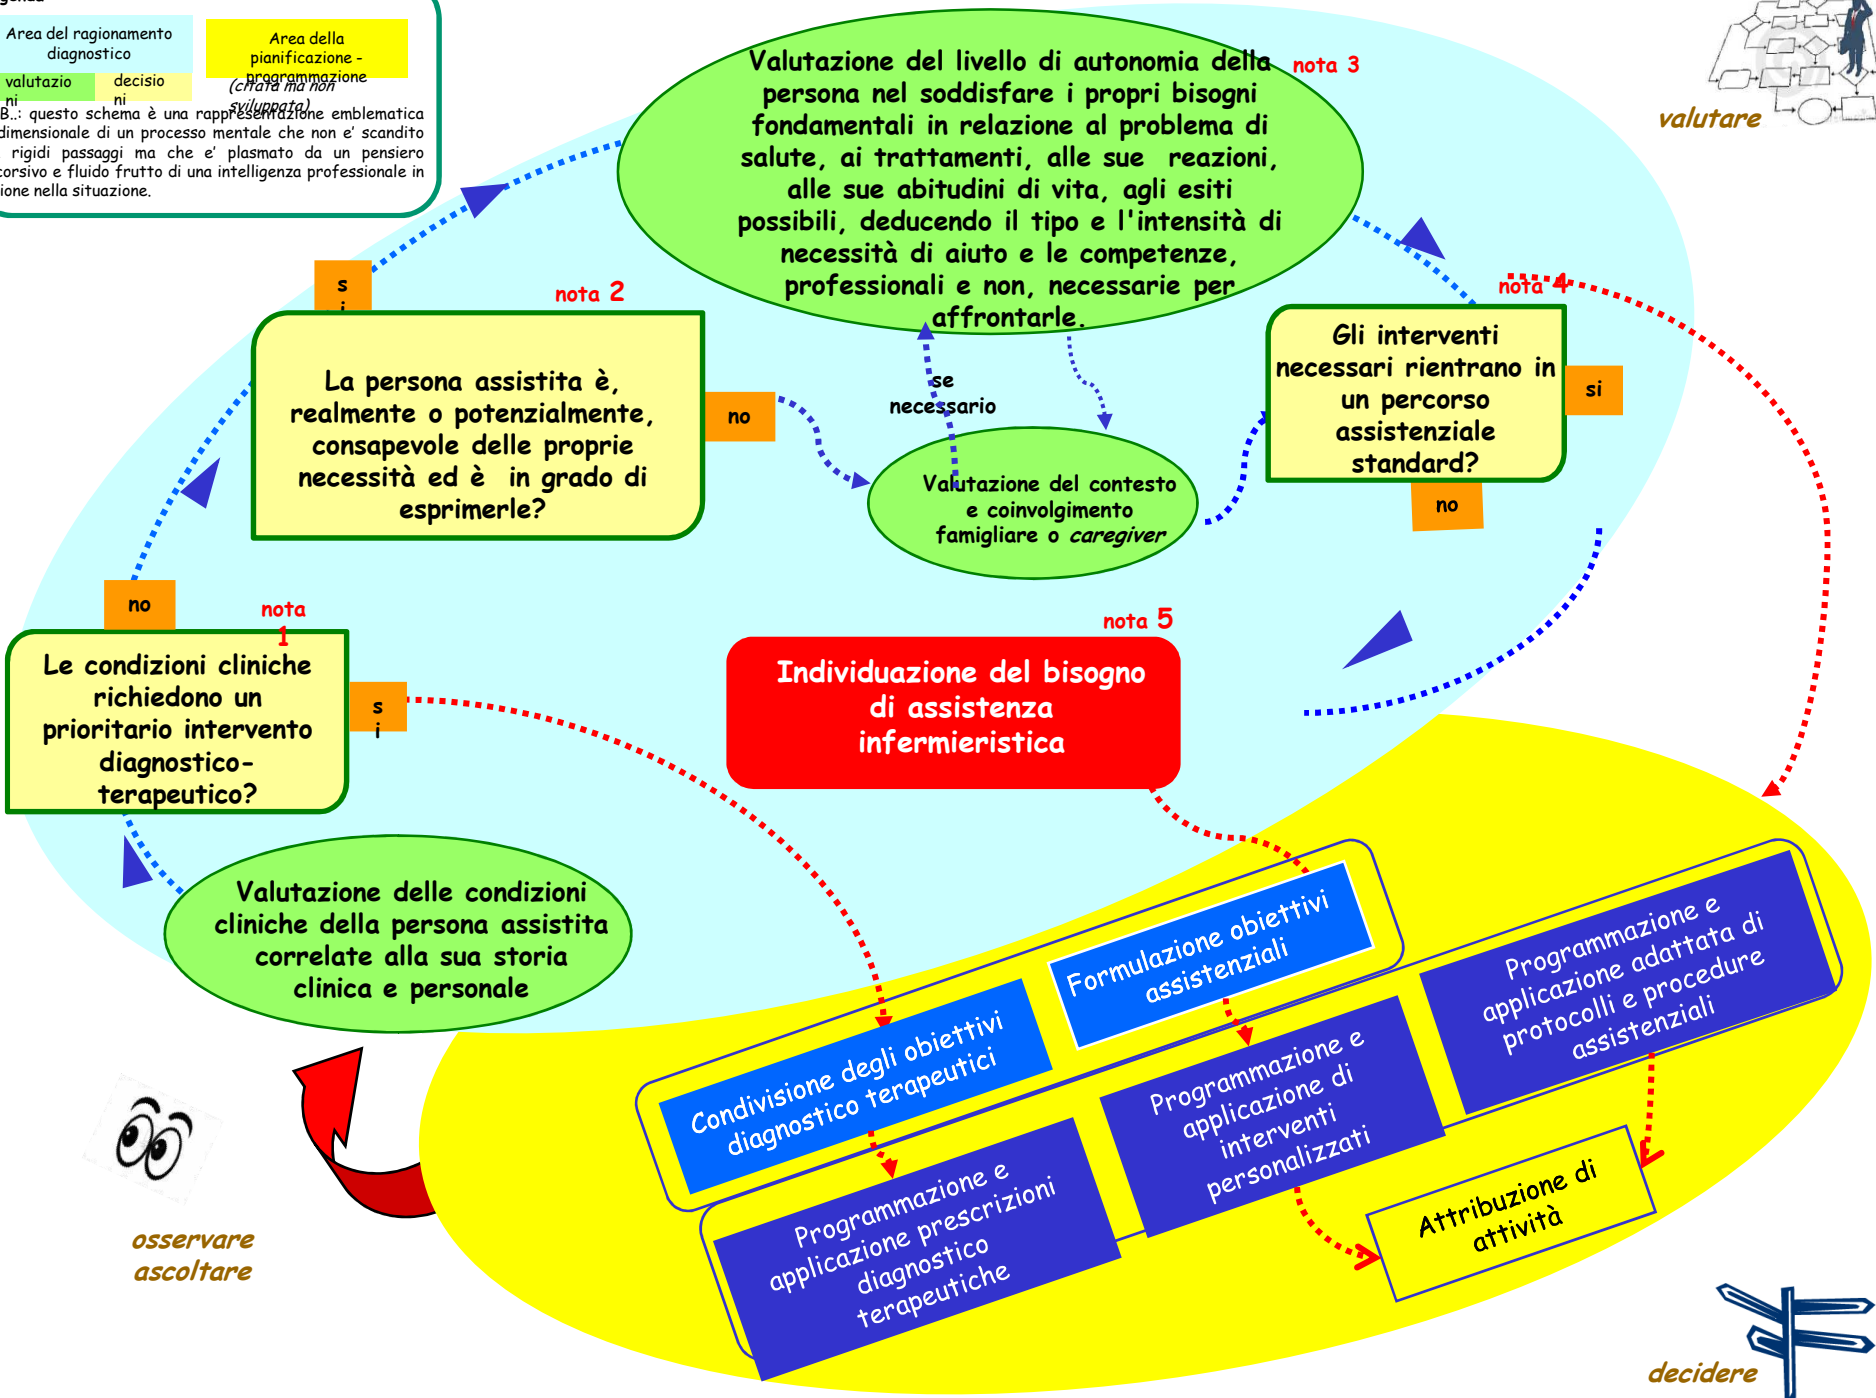 Area del ragionamento
diagnostico
Area della
pianificazione -
programmazione
valutazio
ni
decisio
ni
(citata ma non
sviluppata)
B..: questo schema è una rappresentazione emblematica
dimensionale di un processo mentale che non e' scandito
rigidi passaggi ma che e' plasmato da un pensiero
corsivo e fluido frutto di una intelligenza professionale in
ione nella situazione.
valutare
nota 3
Valutazione del livello di autonomia della
persona nel soddisfare i propri bisogni
fondamentali in relazione al problema di
salute, ai trattamenti, alle sue reazioni,
alle sue abitudini di vita, agli esiti
possibili, deducendo il tipo e l'intensità di
necessità di aiuto e le competenze,
professionali e non, necessarie per
affrontarle.
s
i
nota 2
La persona assistita è,
realmente o potenzialmente,
consapevole delle proprie
necessità ed è in grado di
esprimerle?
no
se
necessario
Valutazione del contesto
e coinvolgimento
famigliare o caregiver
nota 4
Gli interventi
necessari rientrano in
un percorso
assistenziale
standard?
si
no
no
nota
1
Le condizioni cliniche
richiedono un
prioritario intervento
diagnostico-
terapeutico?
s
i
nota 5
Individuazione del bisogno
di assistenza
infermieristica
Valutazione delle condizioni
cliniche della persona assistita
correlate alla sua storia
clinica e personale
osservare
ascoltare
Condivisione degli obiettivi
diagnostico terapeutici
Formulazione obiettivi
assistenziali
Programmazione e
applicazione prescrizioni
diagnostico
terapeutiche
Programmazione e
applicazione di
interventi
personalizzati
Programmazione e
applicazione adattata di
protocolli e procedure
assistenziali
Attribuzione di
attività
decidere